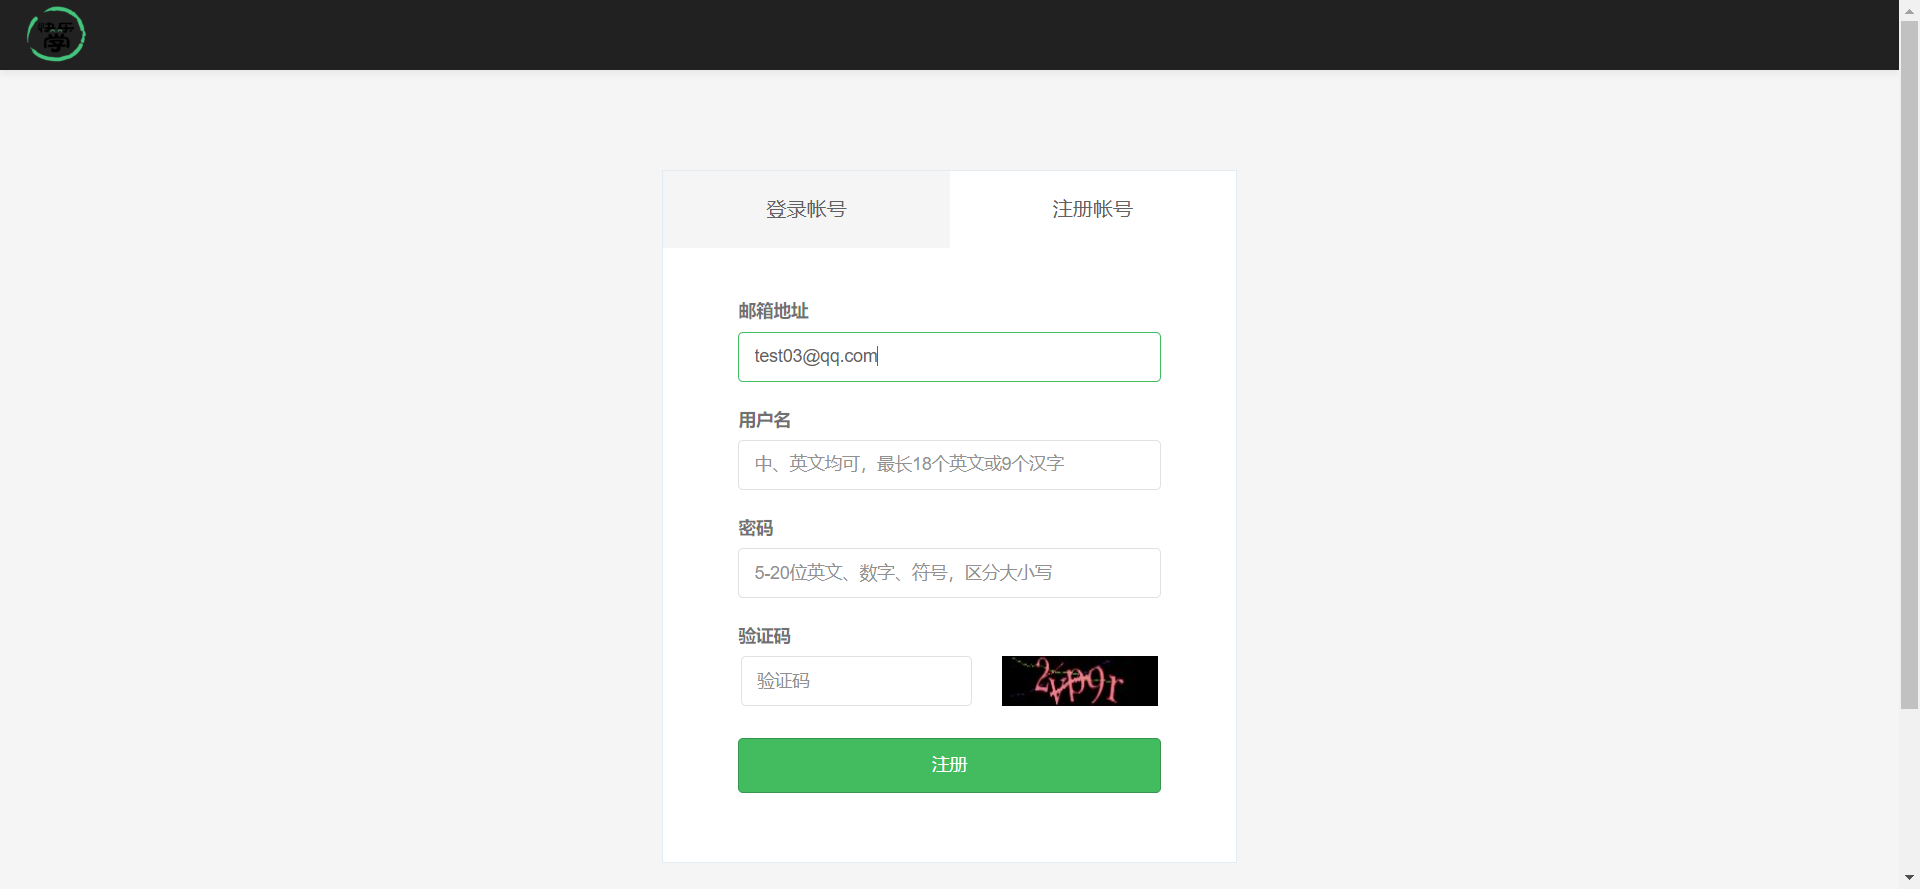 快乐
學
登录帐号
注册帐号
邮箱地址
test03@qq.com
用户名
中、英文均可，最长18个英文或9个汉字
密码
5-20位英文、数字、符号，区分大小写
验证码
验证码
2vp9r
注册